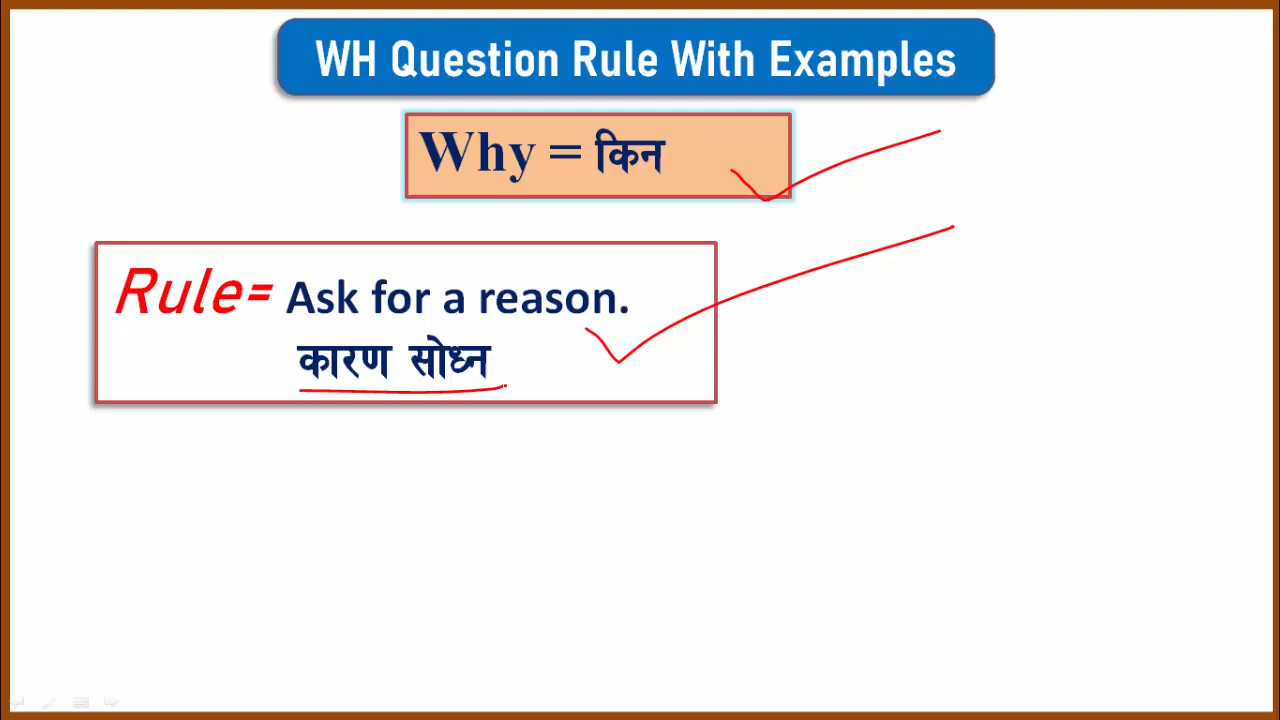 WH Question Rule With Examples
Why = किन
Rule= Ask for a reason.
कारण सोध्न